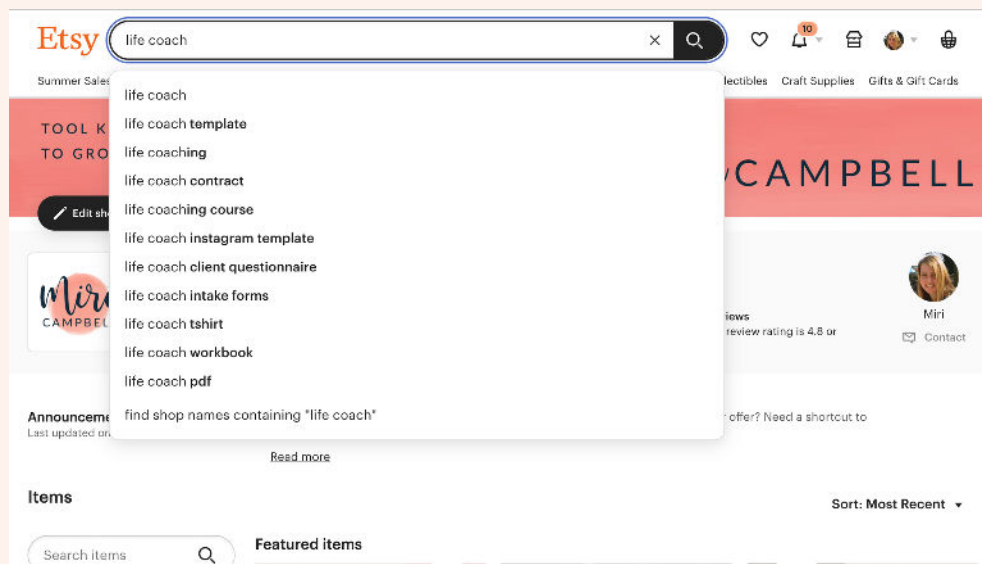 Etsy
life coach
10
Summer Sales
lectibles Craft Supplies Gifts & Gift Cards
life coach
life coach template
life coaching
life coach contract
life coaching course
life coach instagram template
life coach client questionnaire
life coach intake forms
life coach tshirt
life coach workbook
life coach pdf
find shop names containing "life coach"
TOOL K
TO GRO
CAMPBELL
Edit sh
Miri
CAMPBEL
iews
review rating is 4.8 or
Miri
Contact
Announceme
Last updated on
offer? Need a shortcut to
Read more
Items
Sort: Most Recent
Search items
Featured items